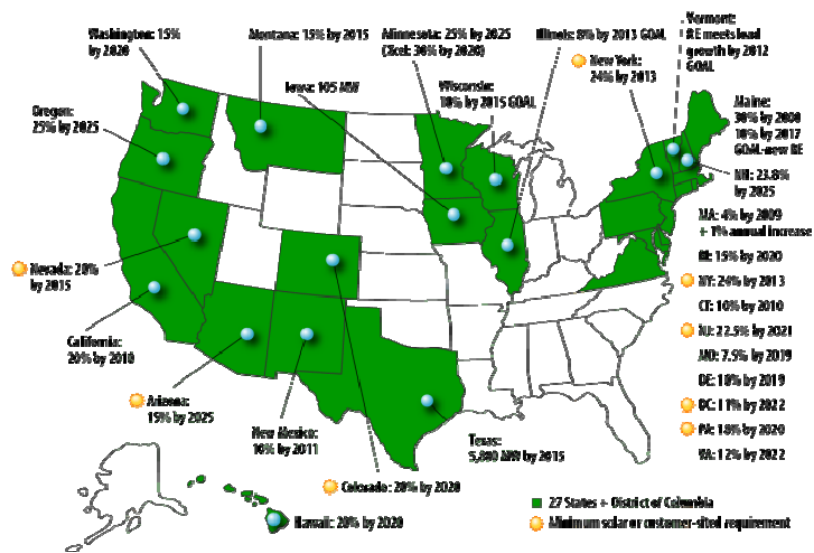 Washington: 15%
by 2020
Montana: 15% by 2015
Minnesota: 25% by 2025
(Xcel: 30% by 2020)
Illinois: 8% by 2013 GOAL
Vermont:
RE meets load
growth by 2012
GOAL
Iowa: 105 MW
Wisconsin:
10% by 2015 GOAL
New York:
24% by 2013
Oregon:
25% by 2025
Maine:
30% by 2000
10% by 2017
GOAL-new RE
NH: 23.8%
by 2025
MA: 4% by 2009
+ 1% annual increase
RI: 15% by 2020
NY: 24% by 2013
CT: 10% by 2010
NJ: 22.5% by 2021
MD: 7.5% by 2019
DE: 10% by 2019
DC: 11% by 2022
PA: 18% by 2020
VA: 12% by 2022
Nevada: 20%
by 2015
California:
20% by 2010
Arizona:
15% by 2025
New Mexico:
10% by 2011
Colorado: 20% by 2020
Texas:
5,880 MW by 2015
Hawaii: 20% by 2020
27 States + District of Columbia
Minimum solar or customer-sited requirement